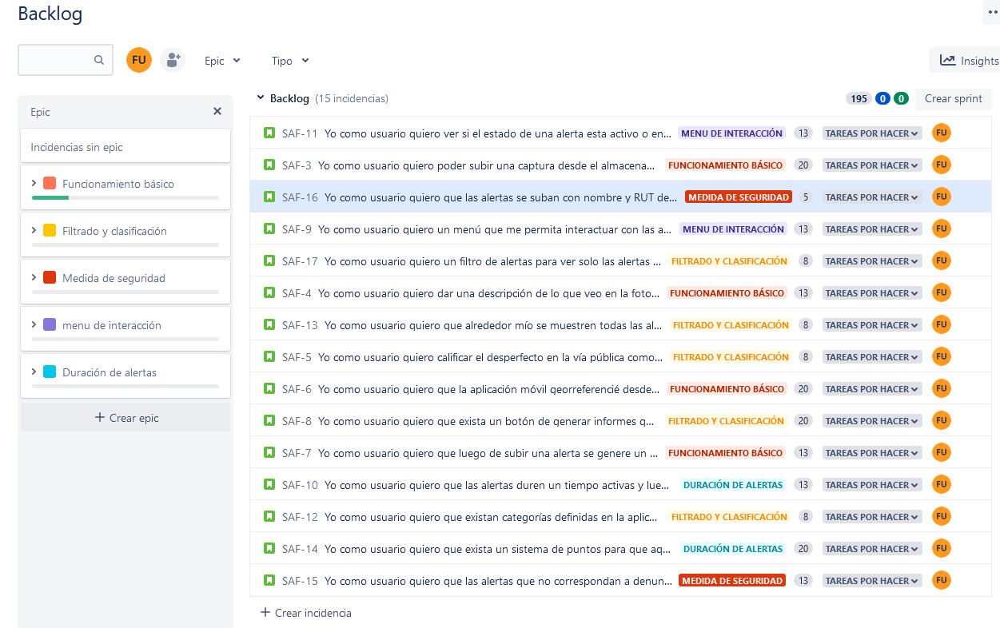 Backlog
FU
Epic
Tipo
Insights
Epic
Incidencias sin epic
Funcionamiento básico
Filtrado y clasificación
Medida de seguridad
menu de interacción
Duración de alertas
+ Crear epic
Backlog (15 incidencias) 195 0 0 Crear sprint
SAF-11 Yo como usuario quiero ver si el estado de una alerta esta activo o en... MENU DE INTERACCIÓN 13 TAREAS POR HACER FU
SAF-3 Yo como usuario quiero poder subir una captura desde el almacena... FUNCIONAMIENTO BÁSICO 20 TAREAS POR HACER FU
SAF-16 Yo como usuario quiero que las alertas se suban con nombre y RUT de... MEDIDA DE SEGURIDAD 5 TAREAS POR HACER FU
SAF-9 Yo como usuario quiero un menú que me permita interactuar con las a... MENU DE INTERACCIÓN 13 TAREAS POR HACER FU
SAF-17 Yo como usuario quiero un filtro de alertas para ver solo las alertas ... FILTRADO Y CLASIFICACIÓN 8 TAREAS POR HACER FU
SAF-4 Yo como usuario quiero dar una descripción de lo que veo en la foto... FUNCIONAMIENTO BÁSICO 13 TAREAS POR HACER FU
SAF-13 Yo como usuario quiero que alrededor mío se muestren todas las al... FILTRADO Y CLASIFICACIÓN 8 TAREAS POR HACER FU
SAF-5 Yo como usuario quiero calificar el desperfecto en la vía pública como... FILTRADO Y CLASIFICACIÓN 8 TAREAS POR HACER FU
SAF-6 Yo como usuario quiero que la aplicación móvil georreferencié desde... FUNCIONAMIENTO BÁSICO 20 TAREAS POR HACER FU
SAF-8 Yo como usuario quiero que exista un botón de generar informes q... FILTRADO Y CLASIFICACIÓN 20 TAREAS POR HACER FU
SAF-7 Yo como usuario quiero que luego de subir una alerta se genere un ... FUNCIONAMIENTO BÁSICO 13 TAREAS POR HACER FU
SAF-10 Yo como usuario quiero que las alertas duren un tiempo activas y lue... DURACIÓN DE ALERTAS 13 TAREAS POR HACER FU
SAF-12 Yo como usuario quiero que existan categorías definidas en la aplic... FILTRADO Y CLASIFICACIÓN 8 TAREAS POR HACER FU
SAF-14 Yo como usuario quiero que exista un sistema de puntos para que aq... DURACIÓN DE ALERTAS 20 TAREAS POR HACER FU
SAF-15 Yo como usuario quiero que las alertas que no correspondan a denun... MEDIDA DE SEGURIDAD 13 TAREAS POR HACER FU
+ Crear incidencia